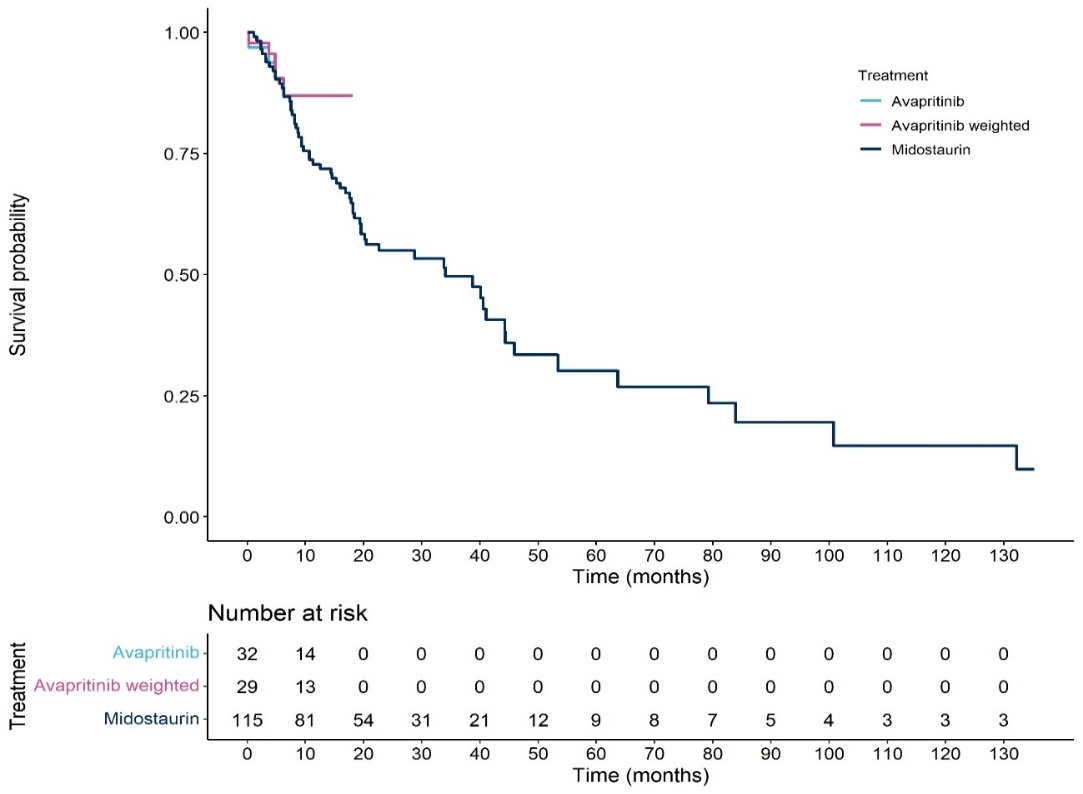 Survival probability
1.00
0.75
0.50
0.25
0.00
Treatment
Avapritinib
Avapritinib weighted
Midostaurin
0 10 20 30 40 50 60 70 80 90 100 110 120 130
Time (months)
Number at risk
Treatment
Avapritinib 32 14 0 0 0 0 0 0 0 0 0 0 0 0
Avapritinib weighted 29 13 0 0 0 0 0 0 0 0 0 0 0 0
Midostaurin 115 81 54 31 21 12 9 8 7 5 4 3 3 3
0 10 20 30 40 50 60 70 80 90 100 110 120 130
Time (months)